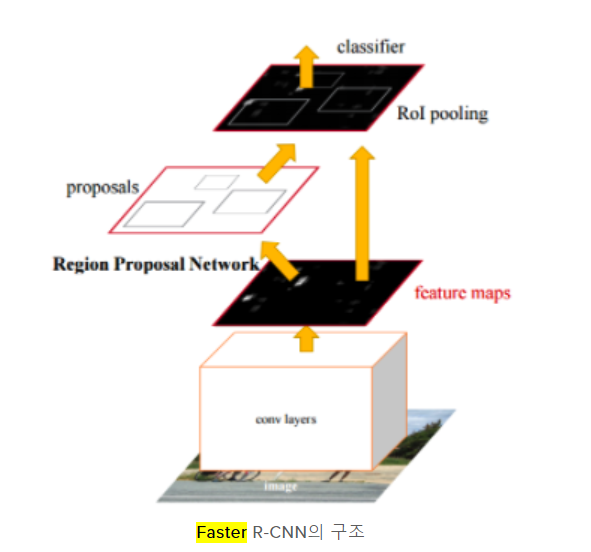 classifier
RoI pooling
proposals
Region Proposal Network
feature maps
conv layers
image
Faster R-CNN의 구조